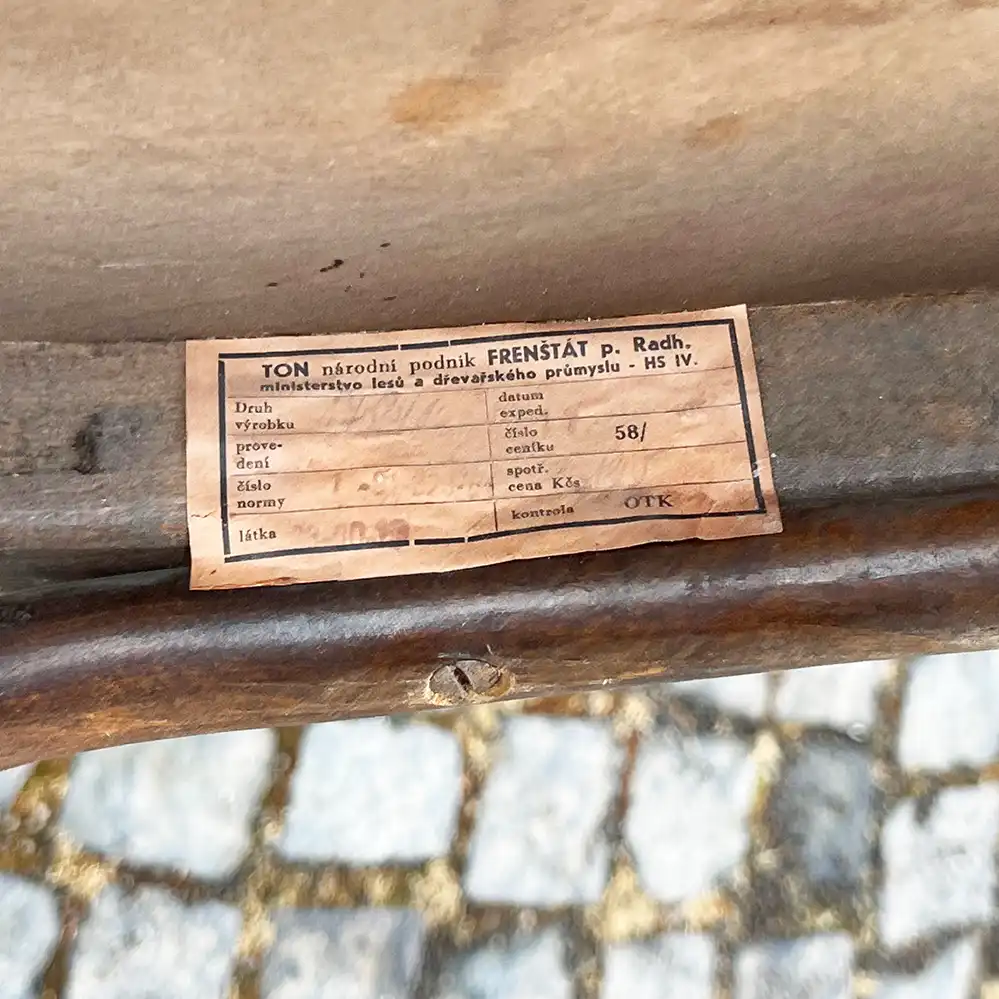 TON národní podnik FRENŠTÁT p. Radh.
ministerstvo lesů a dřevařského průmyslu - HS IV.
Druh
výrobku
prove-
dení
číslo
normy
látka
datum
exped.
číslo
ceníku 58/
spotř.
cena Kčs
kontrola OTK